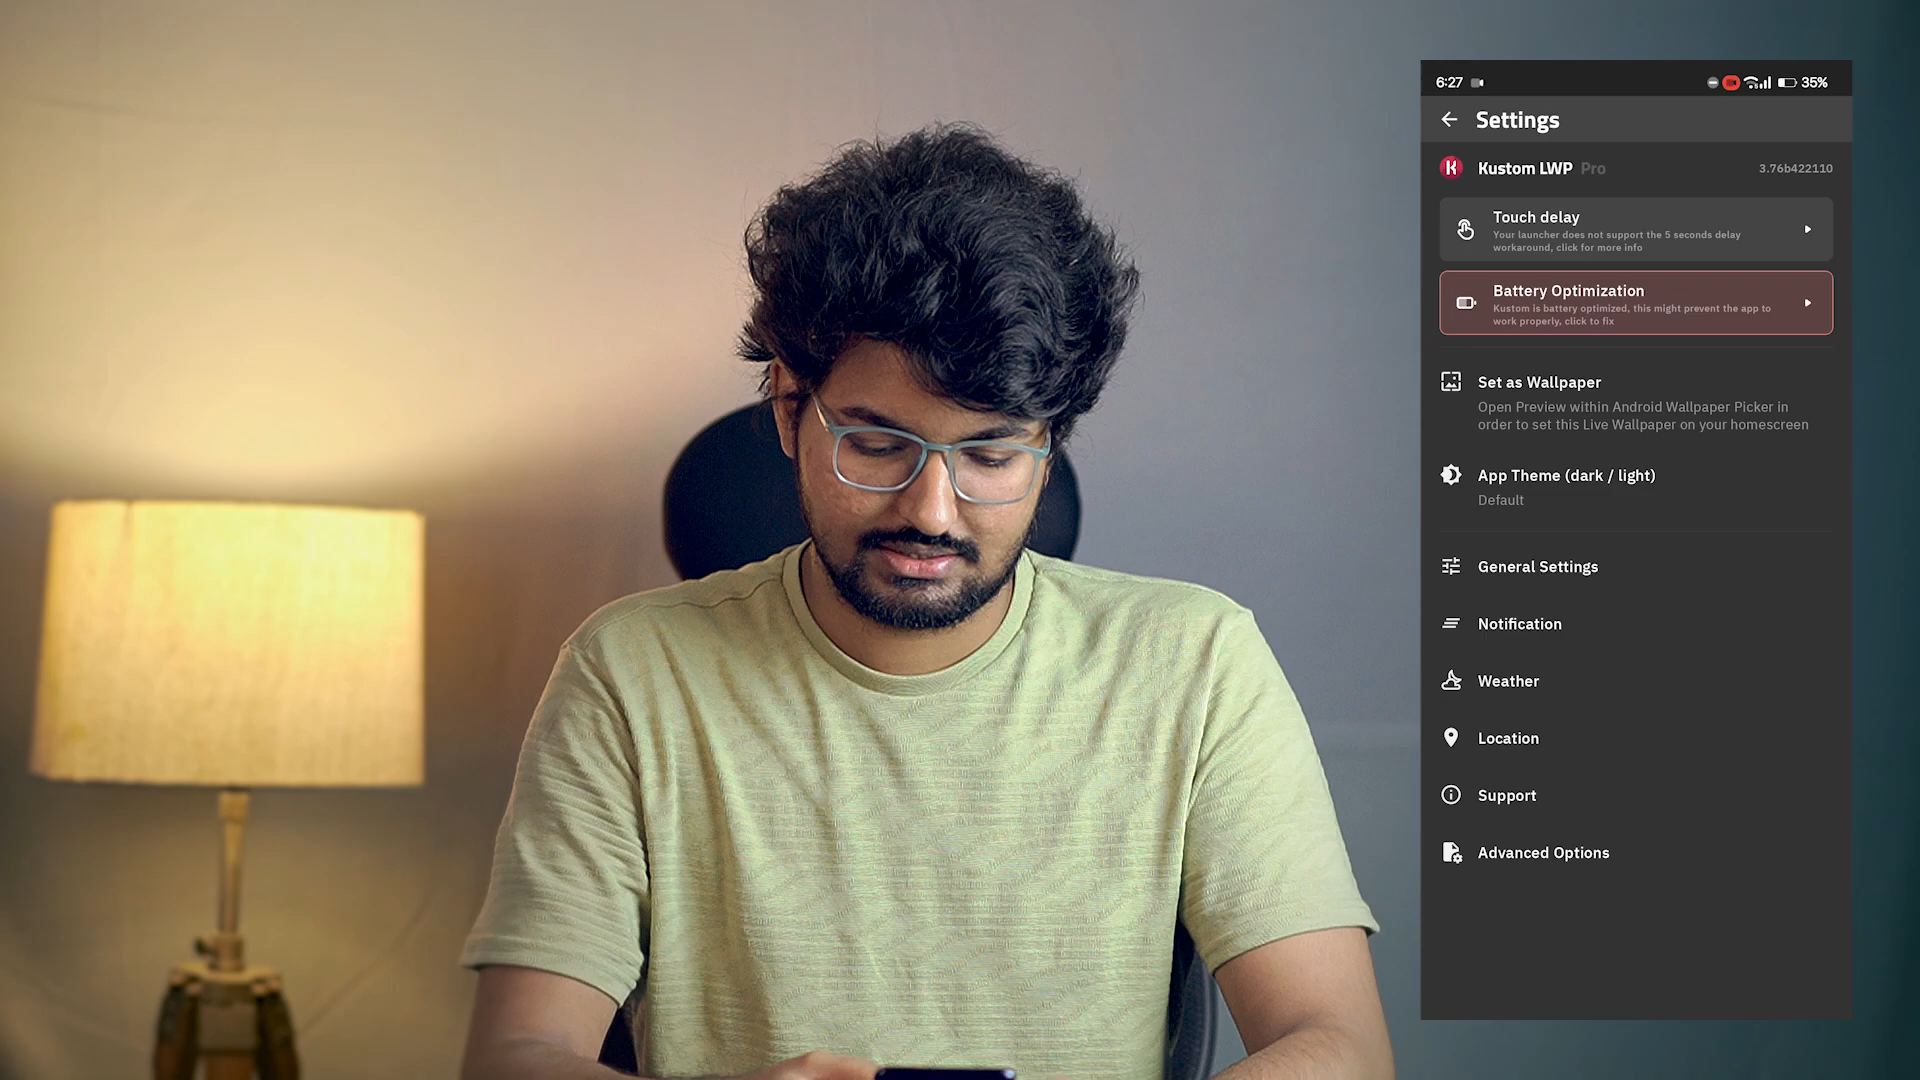 6:27
35%
Settings
Kustom LWP Pro
3.76b422110
Touch delay
Your launcher does not support the 5 seconds delay
workaround, click for more info
Battery Optimization
Kustom is battery optimized, this might prevent the app to
work properly, click to fix
Set as Wallpaper
Open Preview within Android Wallpaper Picker in
order to set this Live Wallpaper on your homescreen
App Theme (dark / light)
Default
General Settings
Notification
Weather
Location
Support
Advanced Options